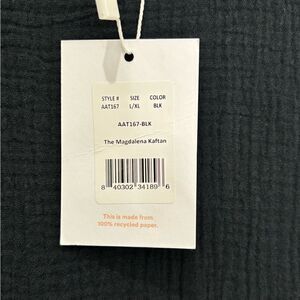 STYLE # SIZE COLOR
AAT167 L/XL BLK
AAT167-BLK
The Magdalena Kaftan
8 40302 34189 6
This is made from
100% recycled paper.